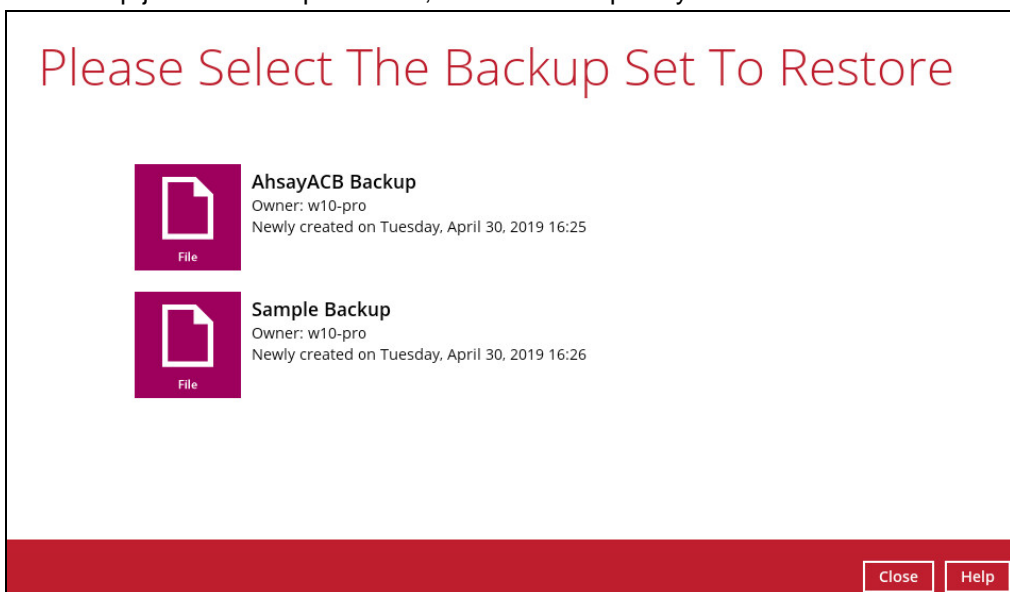 Please Select The Backup Set To Restore
AhsayACB Backup
Owner: w10-pro
Newly created on Tuesday, April 30, 2019 16:25
File
Sample Backup
Owner: w10-pro
Newly created on Tuesday, April 30, 2019 16:26
File
Close Help